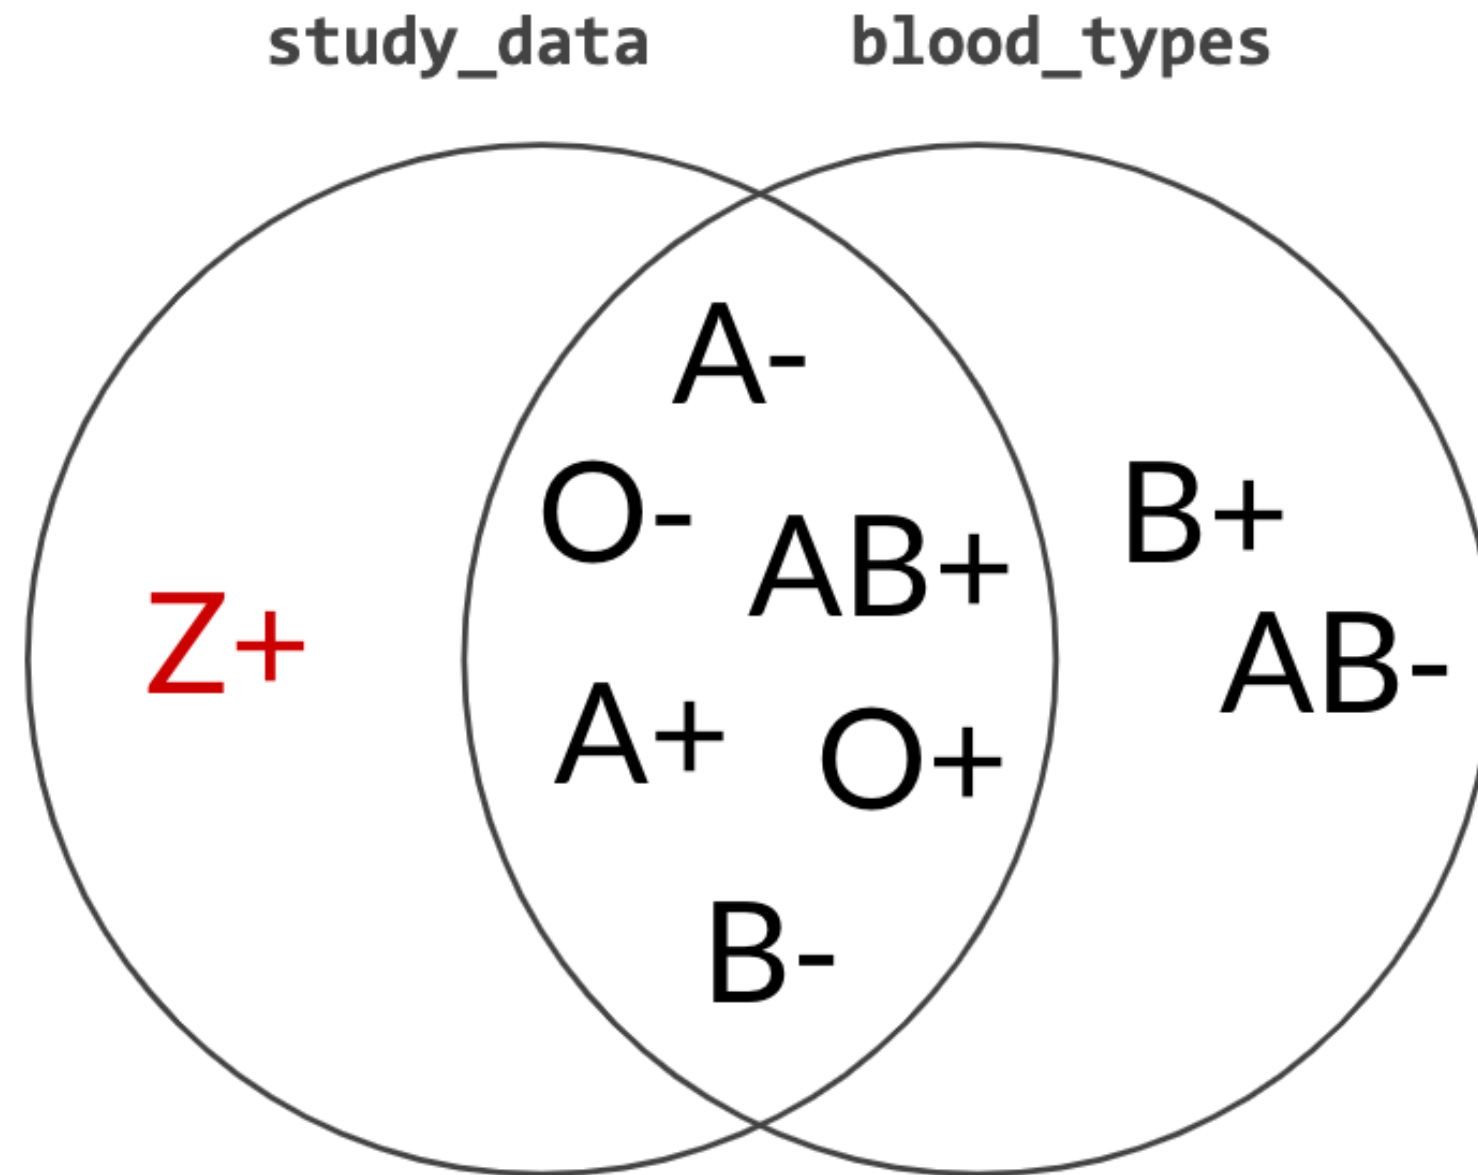 study_data blood_types
A-
O-
AB+
B+
Z+
AB-
A+
O+
B-